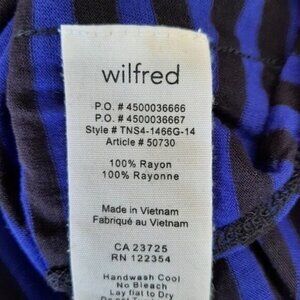 wilfred
P.O. # 4500036666
P.O. # 4500036667
Style # TNS4-1466G-14
Article # 50730
100% Rayon
100% Rayonne
Made in Vietnam
Fabriqué au Vietnam
CA 23725
RN 122354
Handwash Cool
No Bleach
Lay flat to Dry